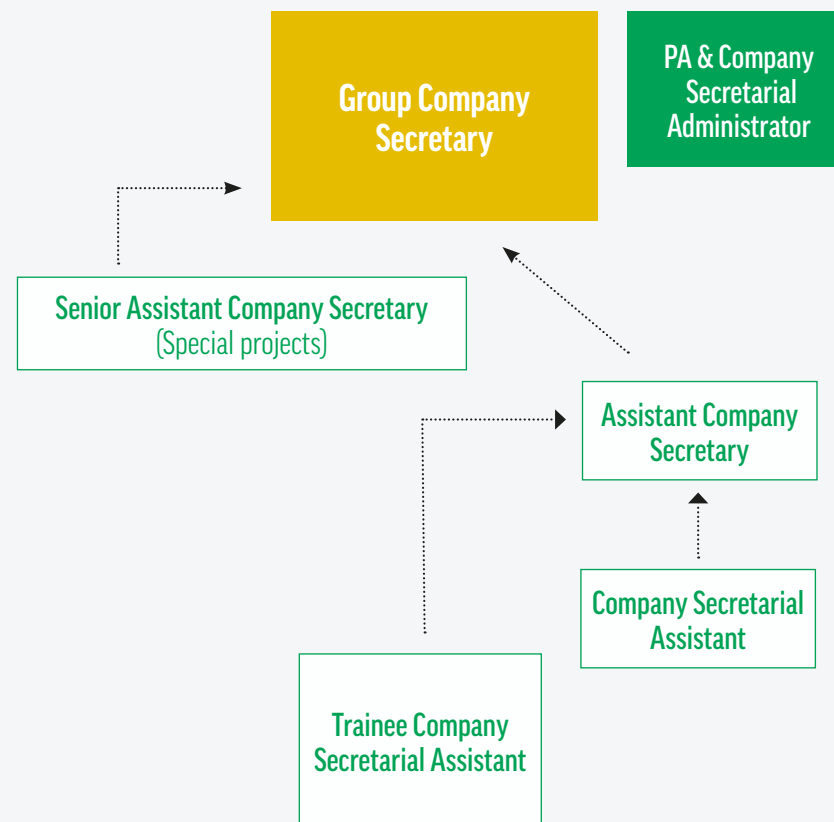 Group Company
Secretary
PA & Company
Secretarial
Administrator
Senior Assistant Company Secretary
(Special projects)
Assistant Company
Secretary
Company Secretarial
Assistant
Trainee Company
Secretarial Assistant